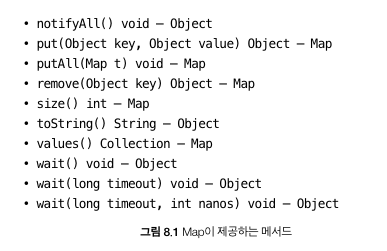 • notifyAll() void – Object
• put(Object key, Object value) Object – Map
• putAll(Map t) void – Map
• remove(Object key) Object – Map
• size() int – Map
• toString() String – Object
• values() Collection – Map
• wait() void – Object
• wait(long timeout) void – Object
• wait(long timeout, int nanos) void – Object
그림 8.1 Map이 제공하는 메서드